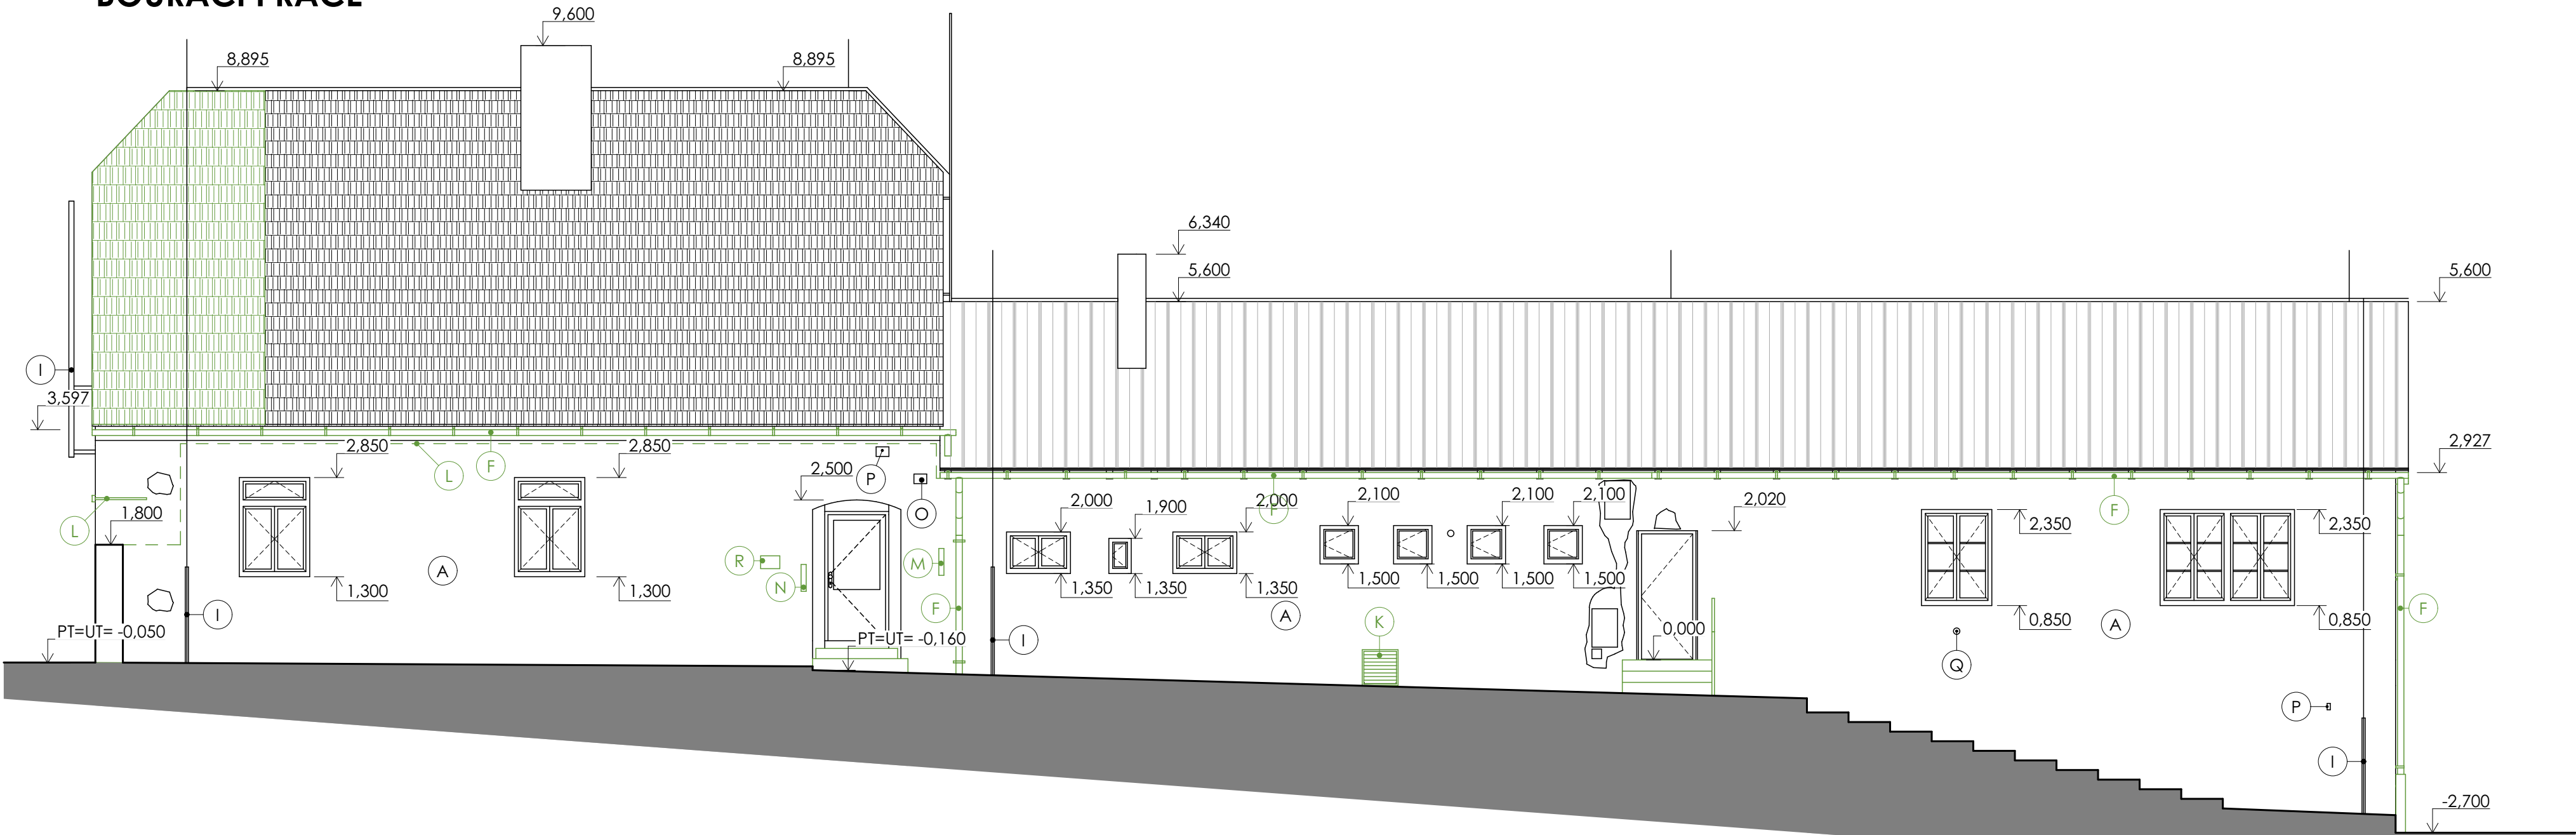 BOURACÍ PRÁCE
9,600
8,895
8,895
6,340
5,600
5,600
I
3,597
2,850
2,850
L
F
2,500
P
O
2,927
F
F
L
1,800
2,000
1,900
2,000
2,100
2,100
2,100
2,020
2,350
2,350
A
R
N
M
1,300
1,300
1,350
1,350
1,350
1,500
1,500
1,500
1,500
I
F
A
K
0,850
0,850
A
F
PT=UT= -0,050
PT=UT= -0,160
I
0,000
Q
P
I
-2,700